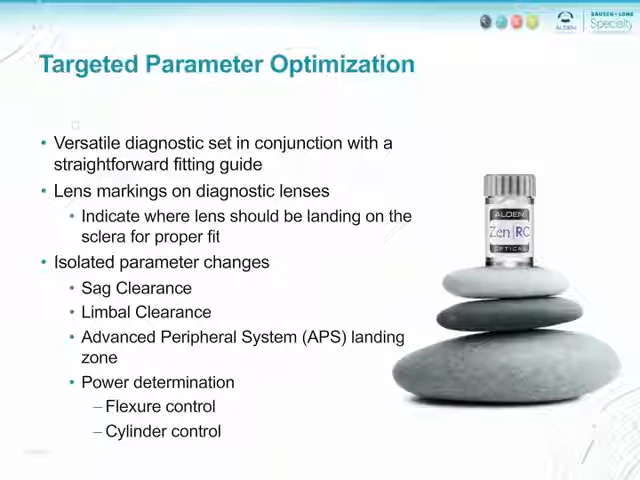 BAUSCH + LOMB
ALDEN
Specialty
Targeted Parameter Optimization
• Versatile diagnostic set in conjunction with a
straightforward fitting guide
• Lens markings on diagnostic lenses
• Indicate where lens should be landing on the
sclera for proper fit
• Isolated parameter changes
• Sag Clearance
• Limbal Clearance
• Advanced Peripheral System (APS) landing
zone
• Power determination
– Flexure control
– Cylinder control
ALDEN
Zen|RC
OPTICAL